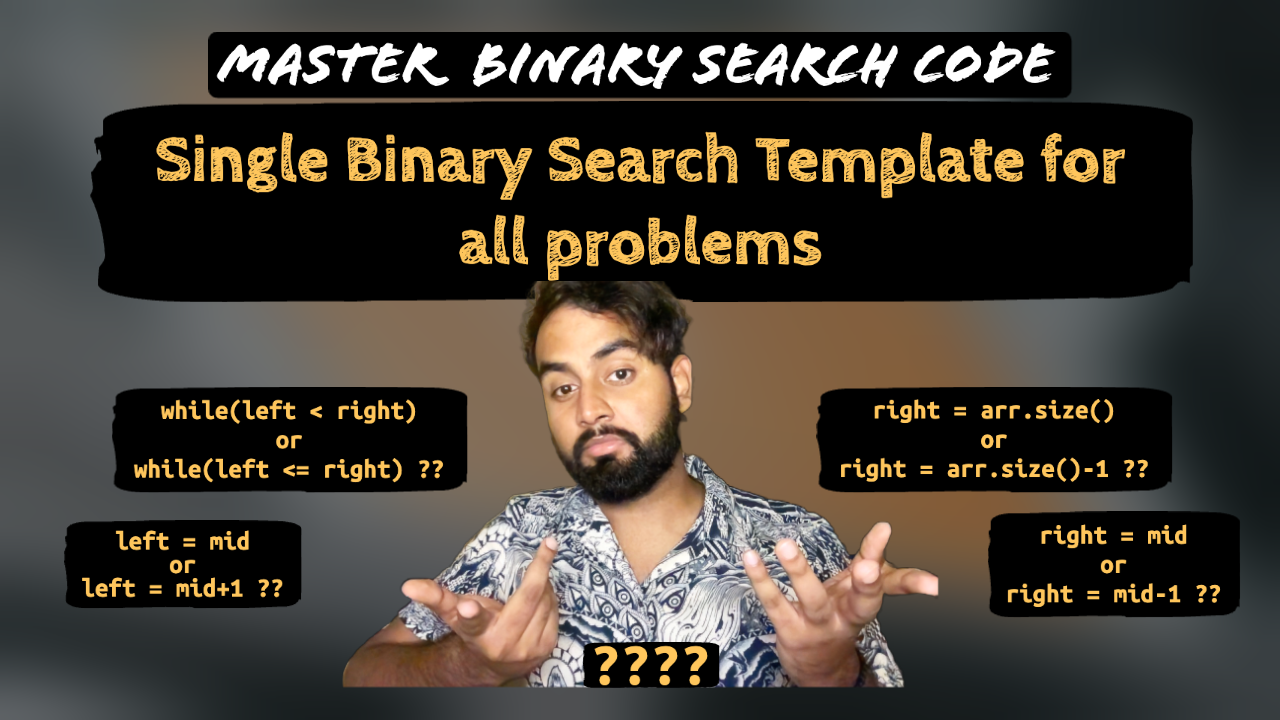 MASTER BINARY SEARCH CODE
Single Binary Search Template for
all problems
while(left < right)
or
while(left <= right) ??
right = arr.size()
or
right = arr.size()-1 ??
left = mid
or
left = mid+1 ??
right = mid
or
right = mid-1 ??
????